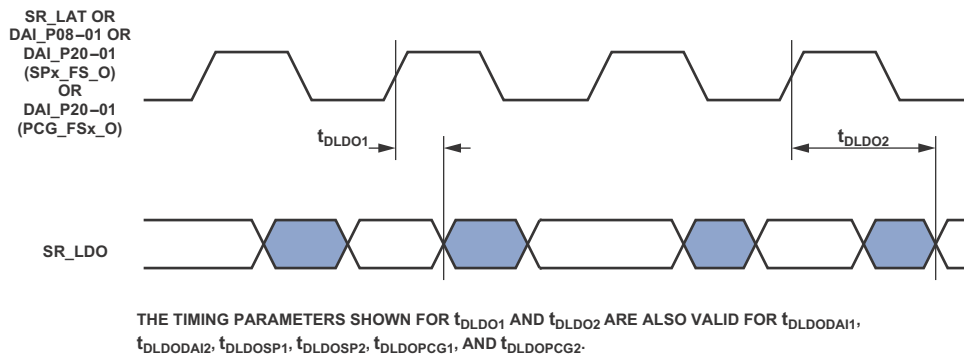 SR_LAT OR
DAI_P08–01 OR
DAI_P20–01
(SPx_FS_O)
OR
DAI_P20–01
(PCG_FSx_O)
tDLDO1
tDLDO2
SR_LDO
THE TIMING PARAMETERS SHOWN FOR tDLDO1 AND tDLDO2 ARE ALSO VALID FOR tDLDODAI1,
tDLDODAI2, tDLDOSP1, tDLDOSP2, tDLDOPCG1, AND tDLDOPCG2.